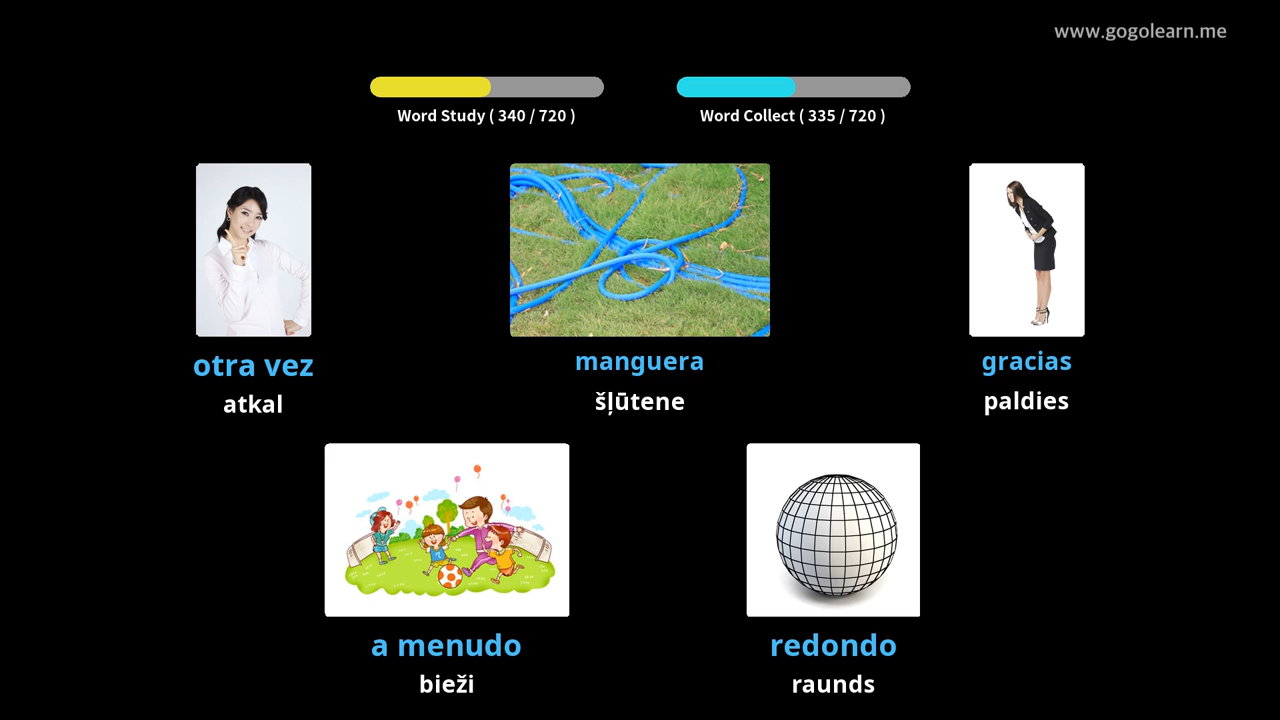 www.gogolearn.me
Word Study ( 340 / 720 )
Word Collect ( 335 / 720 )
otra vez
manguera
gracias
atkal
šļūtene
paldies
a menudo
redondo
bieži
raunds